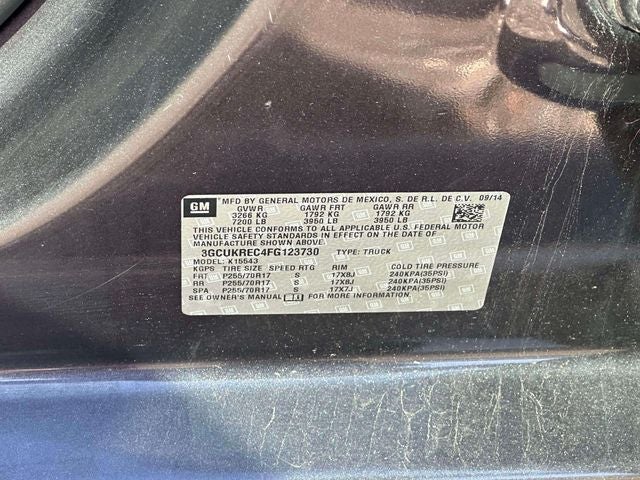 GM MFD BY GENERAL MOTORS DE MEXICO, S. DE R.L. DE C.V. 09/14
GVWR GAWR FRT GAWR RR
3266 KG 1792 KG 1792 KG
7200 LB 3950 LB 3950 LB
THIS VEHICLE CONFORMS TO ALL APPLICABLE U.S. FEDERAL MOTOR
VEHICLE SAFETY AND THEFT PREVENTION STANDARDS IN EFFECT ON
THE DATE OF MANUFACTURE SHOWN ABOVE.
3GCUKREC4FG123730 TYPE: TRUCK
MODEL: K15543
KGPS TIRE SIZE SPEED RTG RIM COLD TIRE PRESSURE
FRT P255/70R17 S 17X8J 240KPA(35PSI)
RR P255/70R17 S 17X8J 240KPA(35PSI)
SPA P255/70R17 S 17X7J 240KPA(35PSI)
SEE OWNER'S MANUAL FOR MORE INFORMATION.